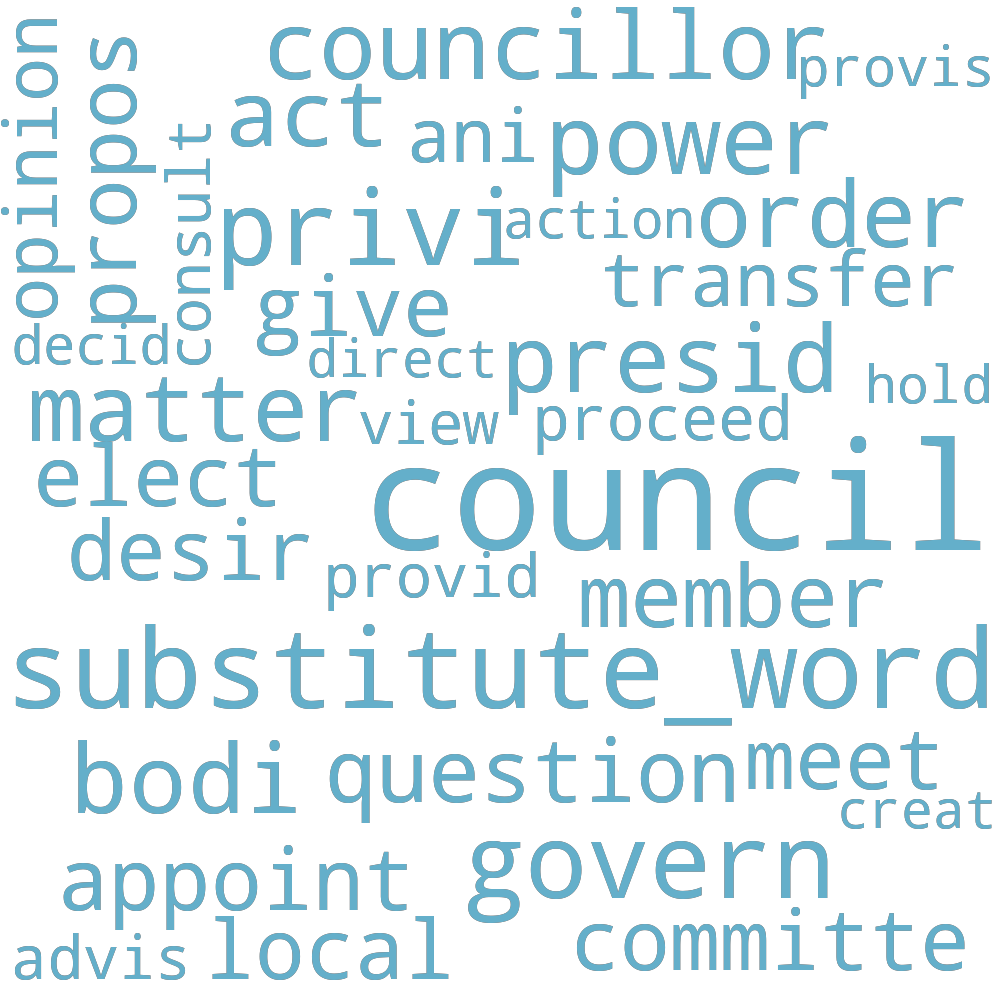 councillor
provis
opinion
propos
act
ani
power
consult
privi
action
order
transfer
give
decid
direct
presid
hold
matter
view
proceed
elect
council
desir
provid
member
substitute_word
bodi
question
meet
creat
appoint
govern
advis
local
committe